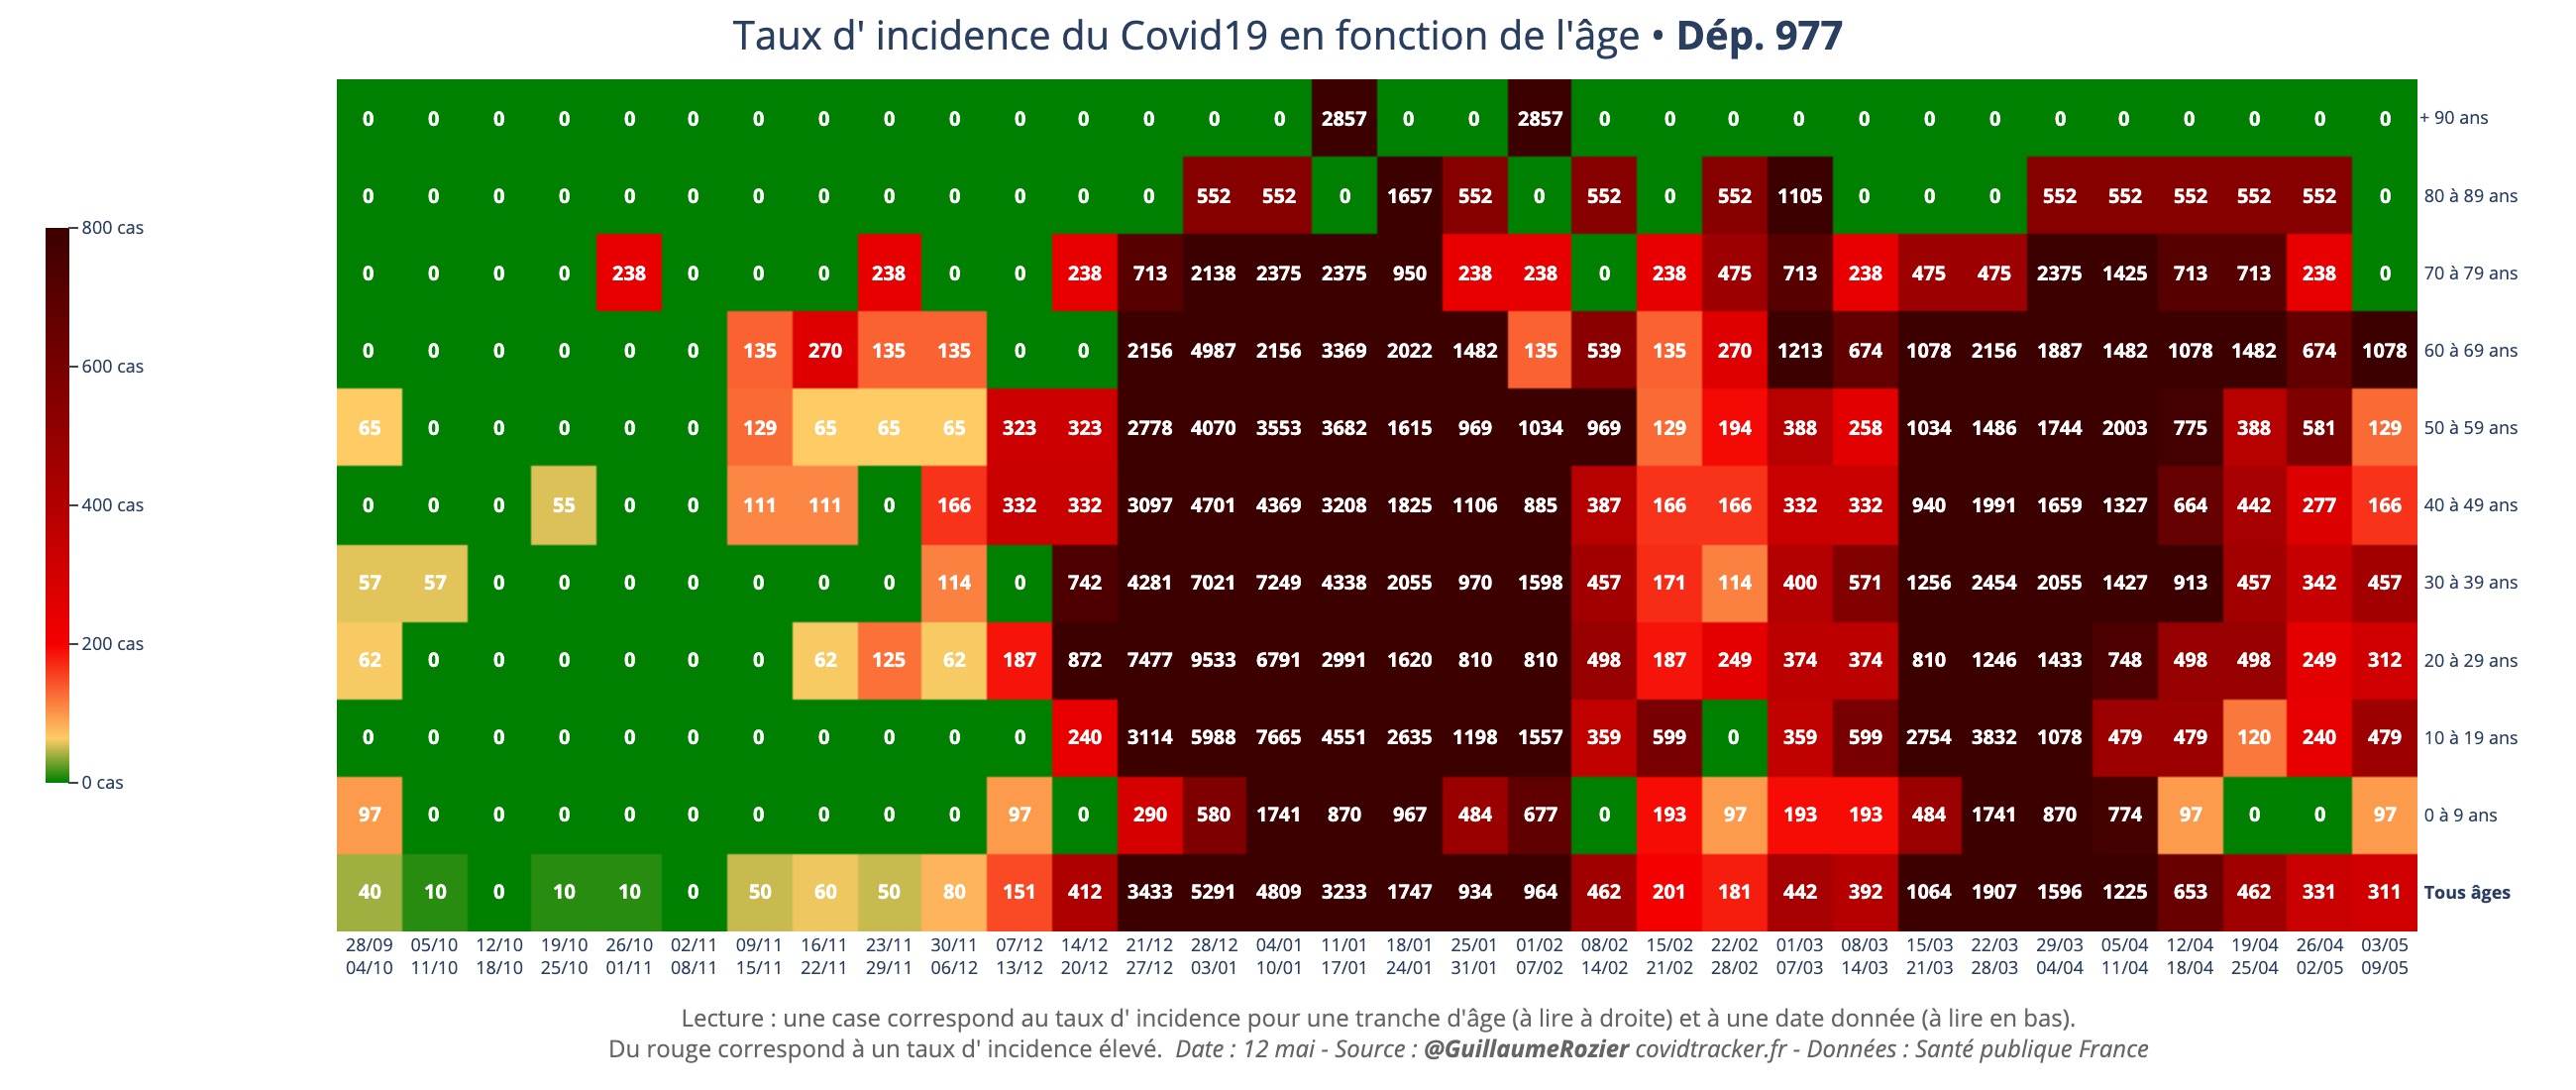 Taux d' incidence du Covid19 en fonction de l'âge • Dép. 977
0 0 0 0 0 0 0 0 0 0 0 0 0 0 0 2857 0 0 2857 0 0 0 0 0 0 0 0 0 0 0 0 0 + 90 ans
0 0 0 0 0 0 0 0 0 0 0 0 0 552 552 0 1657 552 0 552 0 552 1105 0 0 0 552 552 552 552 552 0 80 à 89 ans
800 cas
0 0 0 0 238 0 0 0 238 0 0 238 713 2138 2375 2375 950 238 238 0 238 475 713 238 475 475 2375 1425 713 713 238 0 70 à 79 ans
0 0 0 0 0 0 135 270 135 135 0 0 2156 4987 2156 3369 2022 1482 135 539 135 270 1213 674 1078 2156 1887 1482 1078 1482 674 1078 60 à 69 ans
600 cas
65 0 0 0 0 0 129 65 65 65 323 323 2778 4070 3553 3682 1615 969 1034 969 129 194 388 258 1034 1486 1744 2003 775 388 581 129 50 à 59 ans
400 cas
0 0 0 55 0 0 111 111 0 166 332 332 3097 4701 4369 3208 1825 1106 885 387 166 166 332 332 940 1991 1659 1327 664 442 277 166 40 à 49 ans
57 57 0 0 0 0 0 0 0 114 0 742 4281 7021 7249 4338 2055 970 1598 457 171 114 400 571 1256 2454 2055 1427 913 457 342 457 30 à 39 ans
200 cas
62 0 0 0 0 0 0 62 125 62 187 872 7477 9533 6791 2991 1620 810 810 498 187 249 374 374 810 1246 1433 748 498 498 249 312 20 à 29 ans
0 0 0 0 0 0 0 0 0 0 0 240 3114 5988 7665 4551 2635 1198 1557 359 599 0 359 599 2754 3832 1078 479 479 120 240 479 10 à 19 ans
0 cas
97 0 0 0 0 0 0 0 0 0 97 0 290 580 1741 870 967 484 677 0 193 97 193 193 484 1741 870 774 97 0 0 97 0 à 9 ans
40 10 0 10 10 0 50 60 50 80 151 412 3433 5291 4809 3233 1747 934 964 462 201 181 442 392 1064 1907 1596 1225 653 462 331 311 Tous âges
28/09 05/10 12/10 19/10 26/10 02/11 09/11 16/11 23/11 30/11 07/12 14/12 21/12 28/12 04/01 11/01 18/01 25/01 01/02 08/02 15/02 22/02 01/03 08/03 15/03 22/03 29/03 05/04 12/04 19/04 26/04 03/05
04/10 11/10 18/10 25/10 01/11 08/11 15/11 22/11 29/11 06/12 13/12 20/12 27/12 03/01 10/01 17/01 24/01 31/01 07/02 14/02 21/02 28/02 07/03 14/03 21/03 28/03 04/04 11/04 18/04 25/04 02/05 09/05
Lecture : une case correspond au taux d' incidence pour une tranche d'âge (à lire à droite) et à une date donnée (à lire en bas).
Du rouge correspond à un taux d' incidence élevé. Date : 12 mai - Source : @GuillaumeRozier covidtracker.fr - Données : Santé publique France